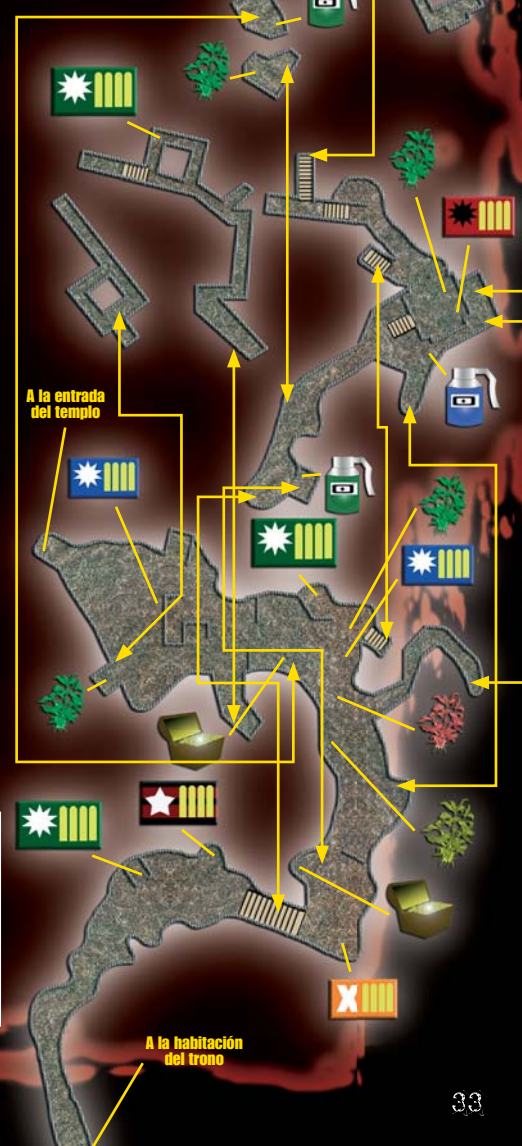 A la entrada
del templo
X
A la habitación
del trono
33